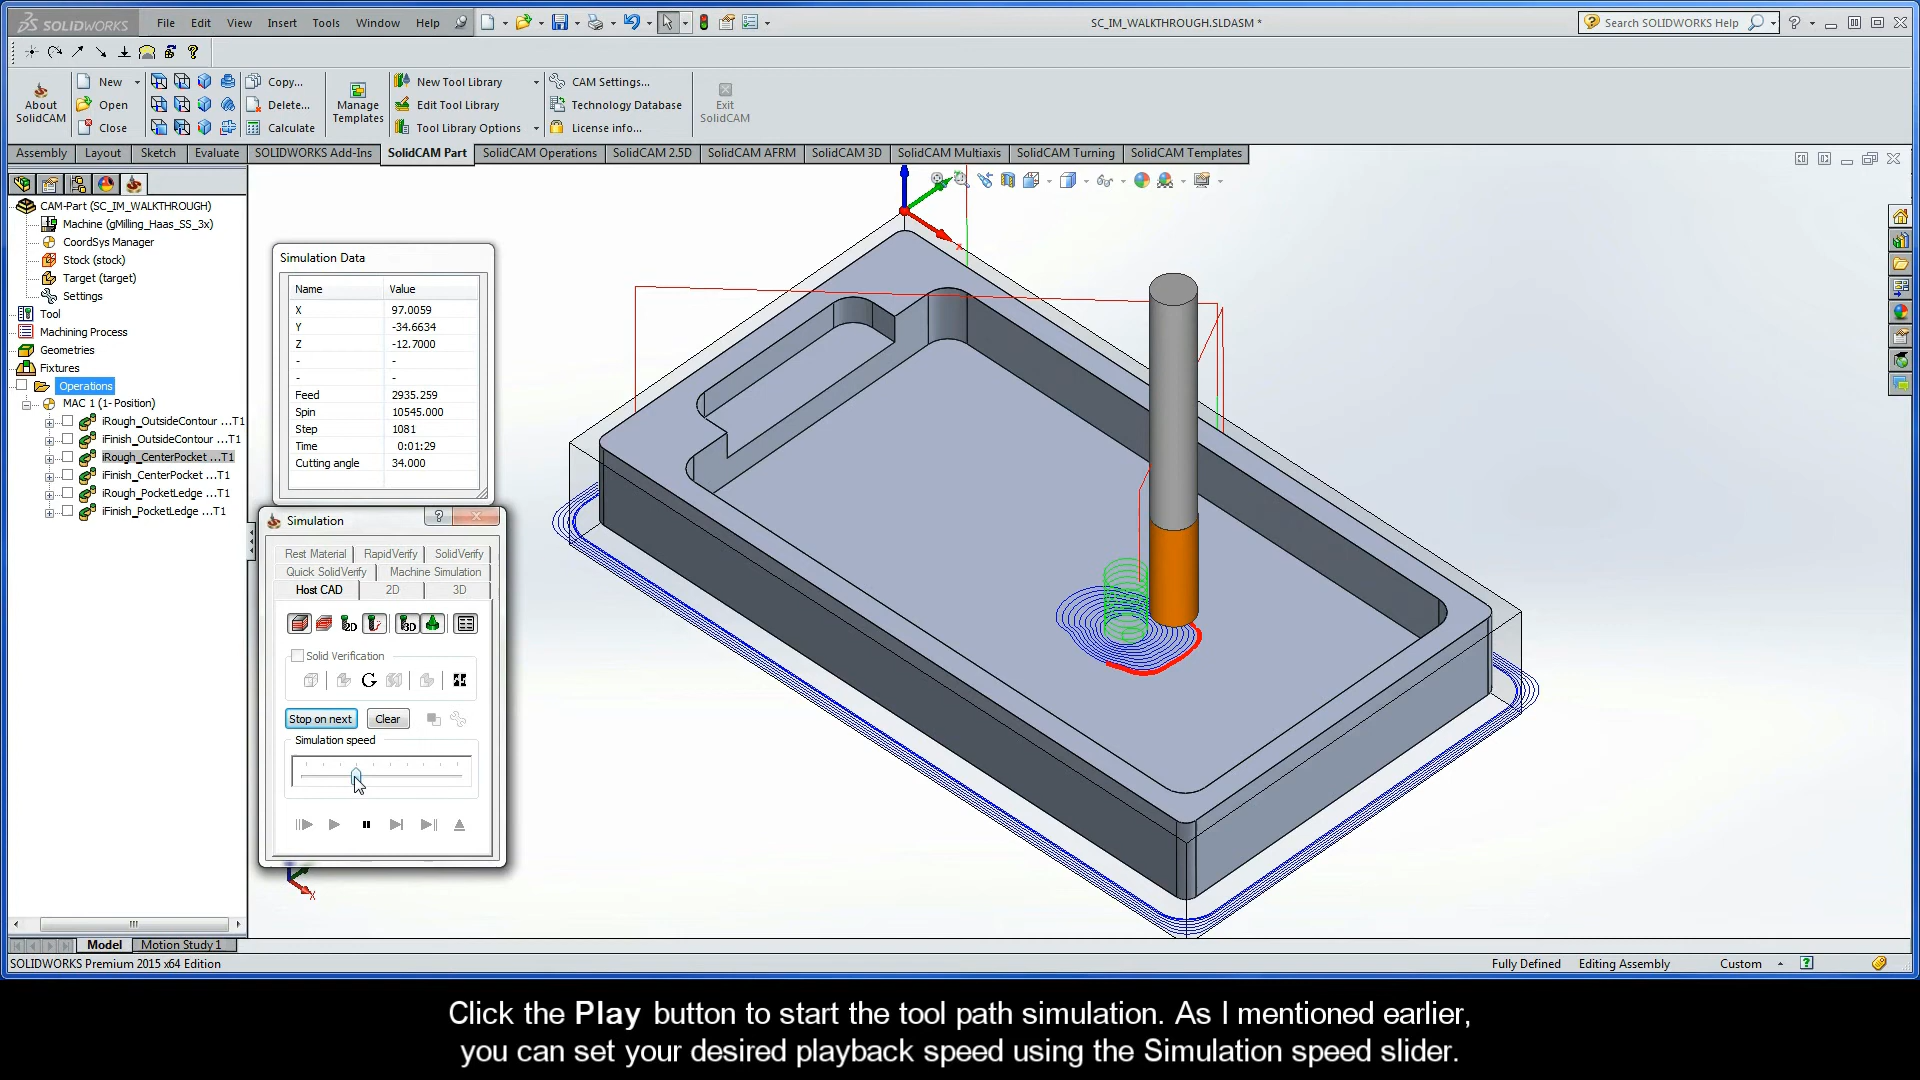 SOLIDWORKS File Edit View Insert Tools Window Help SC_IM_WALKTHROUGH.SLDASM * Search SOLIDWORKS Help
About SolidCAM
New
Open
Close
Copy...
Delete...
Calculate
Manage Templates
New Tool Library
Edit Tool Library
Tool Library Options
CAM Settings...
Technology Database
License info...
Exit SolidCAM
Assembly Layout Sketch Evaluate SOLIDWORKS Add-Ins SolidCAM Part SolidCAM Operations SolidCAM 2.5D SolidCAM AFRM SolidCAM 3D SolidCAM Multiaxis SolidCAM Turning SolidCAM Templates
CAM-Part (SC_IM_WALKTHROUGH)
Machine (gMilling_Haas_SS_3x)
CoordSys Manager
Stock (stock)
Target (target)
Settings
Tool
Machining Process
Geometries
Fixtures
Operations
MAC 1 (1- Position)
iRough_OutsideContour ...T1
iFinish_OutsideContour ...T1
iRough_CenterPocket ...T1
iFinish_CenterPocket ...T1
iRough_PocketLedge ...T1
iFinish_PocketLedge ...T1
Simulation Data
Name Value
X 97.0059
Y -34.6634
Z -12.7000
- -
- -
Feed 2935.259
Spin 10545.000
Step 1081
Time 0:01:29
Cutting angle 34.000
Simulation
Rest Material RapidVerify SolidVerify
Quick SolidVerify Machine Simulation
Host CAD 2D 3D
2D 3D
Solid Verification
Stop on next Clear
Simulation speed
X
x
Model Motion Study 1
SOLIDWORKS Premium 2015 x64 Edition Fully Defined Editing Assembly Custom
Click the Play button to start the tool path simulation. As I mentioned earlier,
you can set your desired playback speed using the Simulation speed slider.